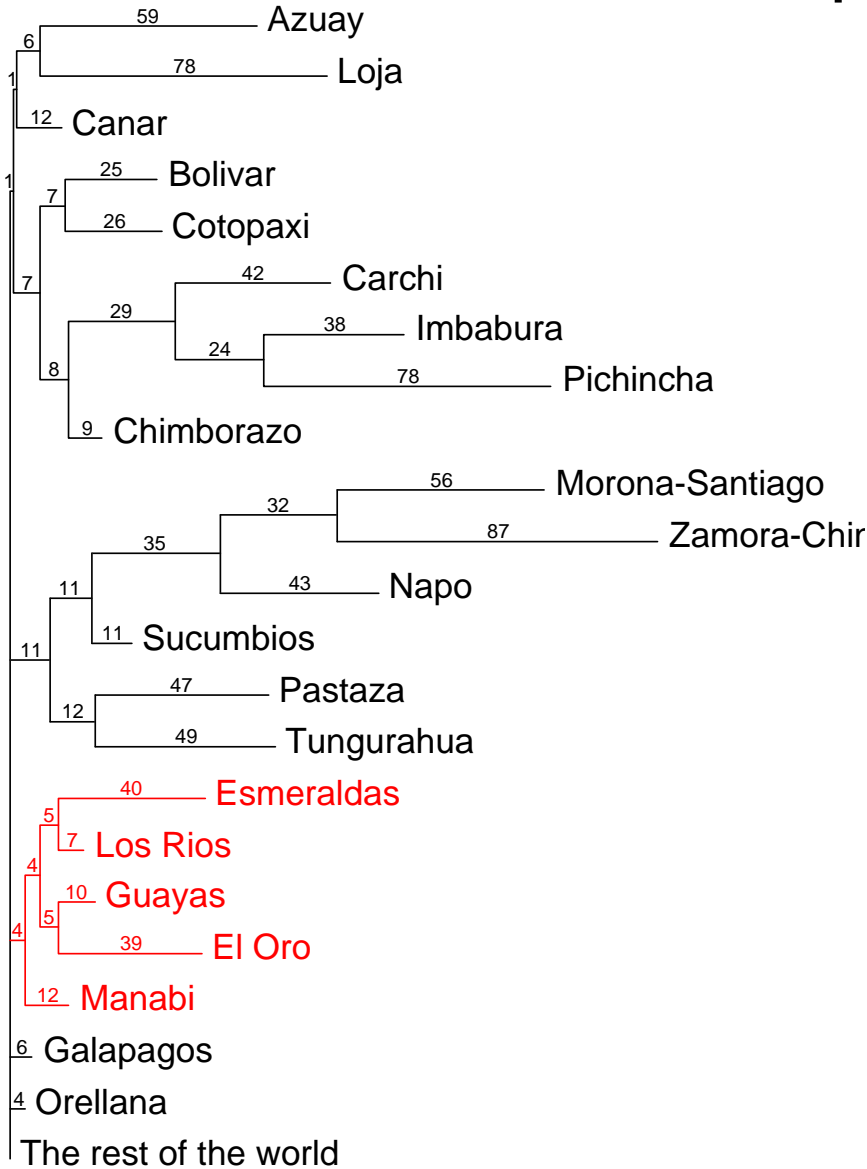 59 Azuay
6
78 Loja
1
12 Canar
1
25 Bolivar
7
26 Cotopaxi
7
42 Carchi
29
38 Imbabura
24
78 Pichincha
8
9 Chimborazo
56 Morona-Santiago
32
87 Zamora-Chin
35
43 Napo
11
11 Sucumbios
11
47 Pastaza
12
49 Tungurahua
40 Esmeraldas
5
7 Los Rios
4
10 Guayas
5
4
39 El Oro
12 Manabi
6 Galapagos
4 Orellana
The rest of the world